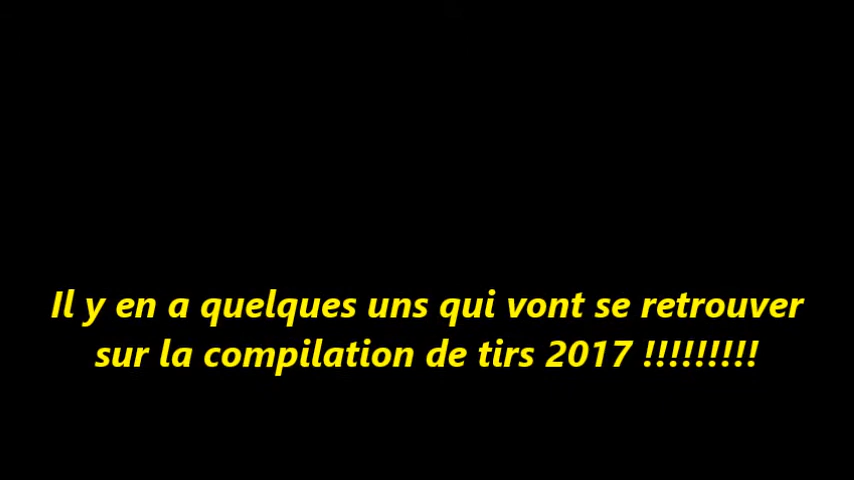 Il y en a quelques uns qui vont se retrouver
sur la compilation de tirs 2017 !!!!!!!!!